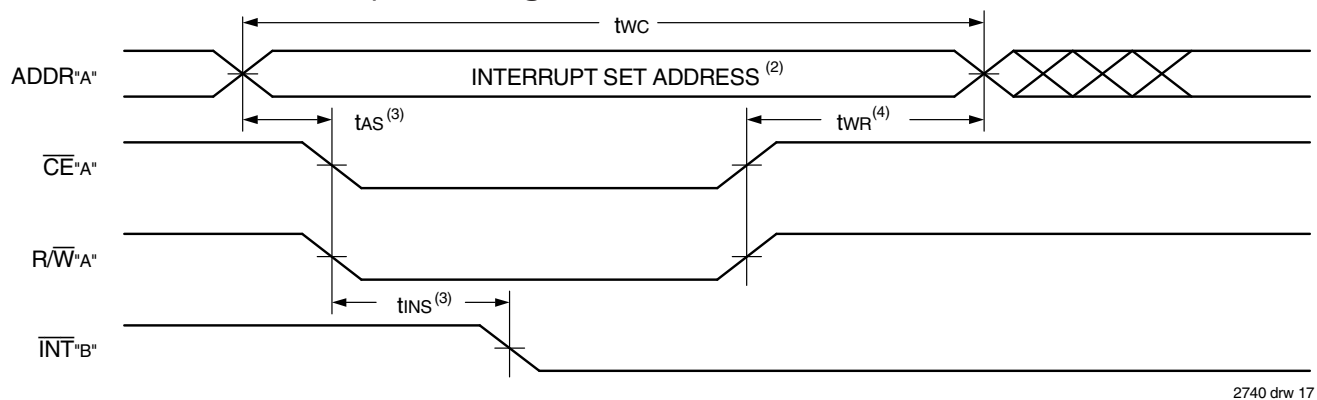 tWC
ADDR"A"
INTERRUPT SET ADDRESS (2)
tAS (3)
tWR (4)
CE"A"
R/W"A"
tINS (3)
INT"B"
2740 drw 17